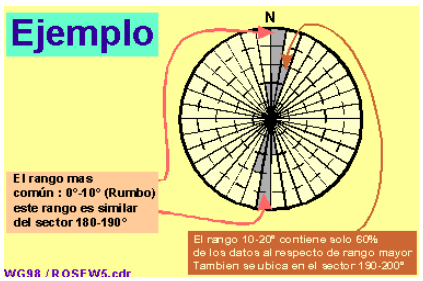 Ejemplo
N
El rango mas
común : 0°-10° (Rumbo)
este rango es similar
del sector 180-190°
El rango 10-20° contiene solo 60%
de los datos al respecto de rango mayor
Tambien se ubica en el sector 190-200°
WG98 / ROSEW5.cdr